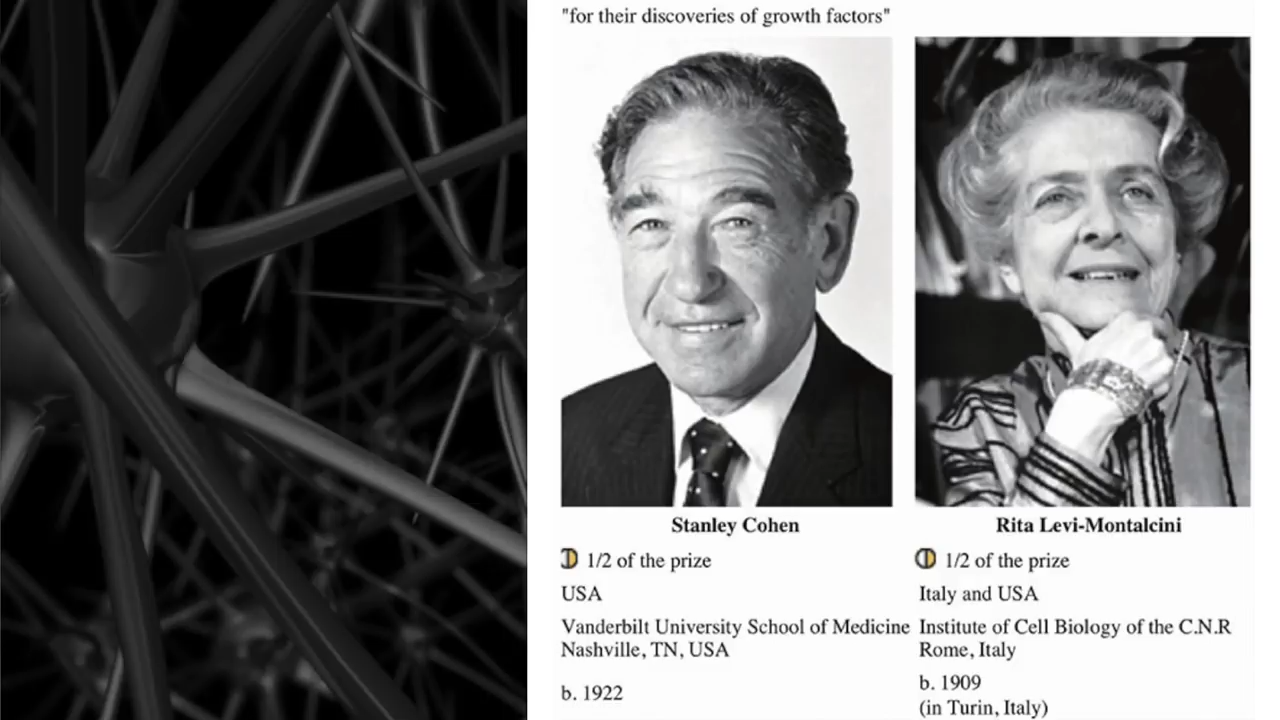 "for their discoveries of growth factors"
Stanley Cohen
1/2 of the prize
USA
Vanderbilt University School of Medicine
Nashville, TN, USA
b. 1922
Rita Levi-Montalcini
1/2 of the prize
Italy and USA
Institute of Cell Biology of the C.N.R
Rome, Italy
b. 1909
(in Turin, Italy)